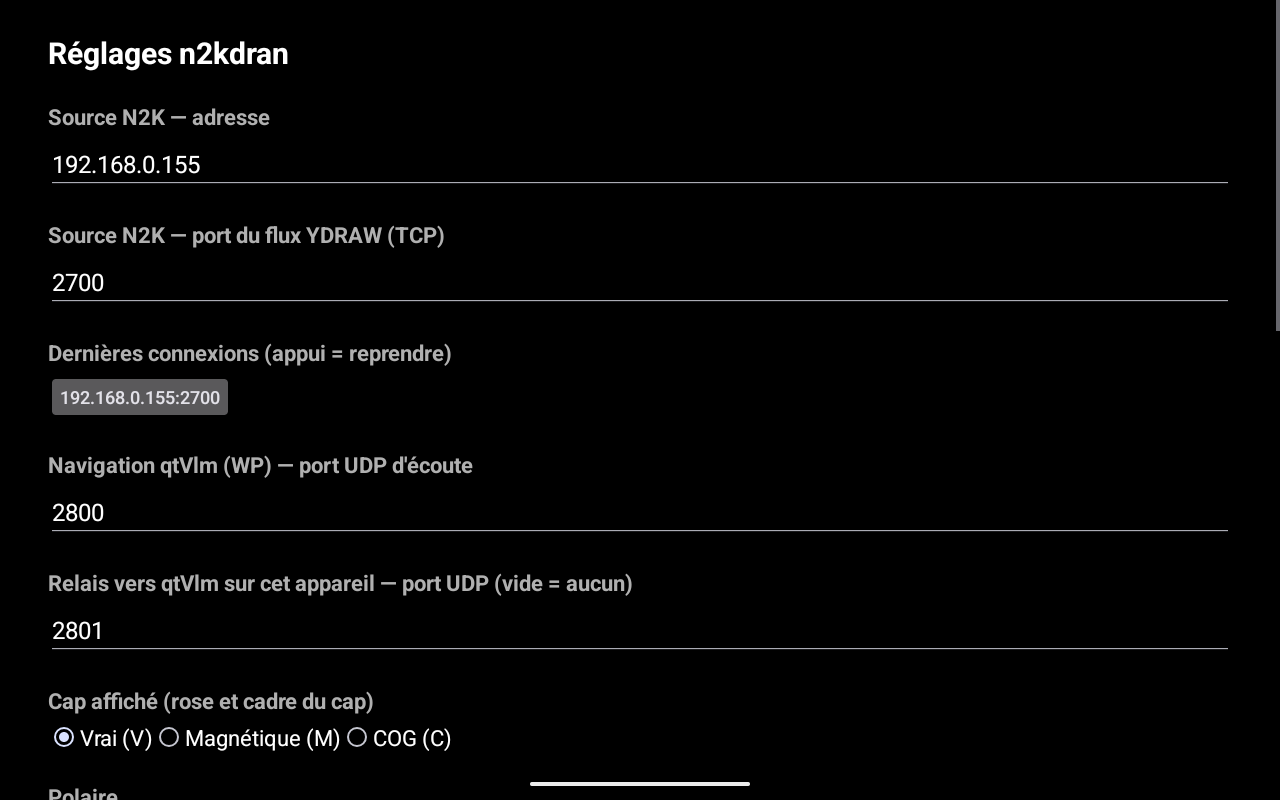 Réglages n2kdran
Source N2K — adresse
192.168.0.155
Source N2K — port du flux YDRAW (TCP)
2700
Dernières connexions (appui = reprendre)
192.168.0.155:2700
Navigation qtVlm (WP) — port UDP d'écoute
2800
Relais vers qtVlm sur cet appareil — port UDP (vide = aucun)
2801
Cap affiché (rose et cadre du cap)
Vrai (V) Magnétique (M) COG (C)
Polaire